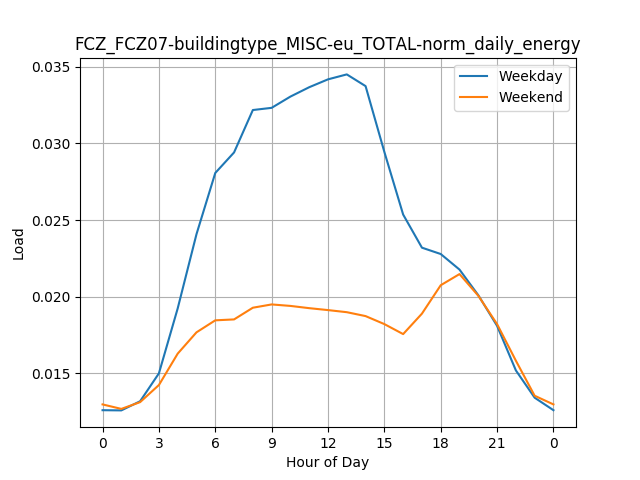 FCZ_FCZ07-buildingtype_MISC-eu_TOTAL-norm_daily_energy
0.035
0.030
0.025
0.020
0.015
Load
Weekday
Weekend
0 3 6 9 12 15 18 21 0
Hour of Day